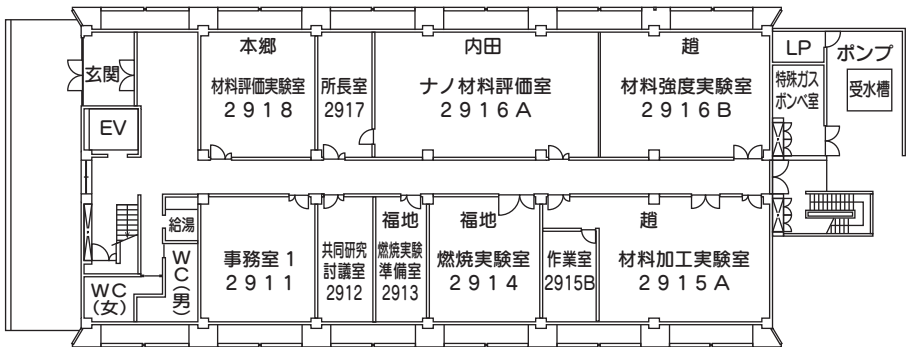 本郷
内田
趙
LP
ポンプ
玄関
材料評価実験室
2918
所長室
2917
ナノ材料評価室
2916A
材料強度実験室
2916B
特殊ガス
ボンベ室
受水槽
EV
給湯
WC
(女)
WC(男)
事務室1
2911
共同研究
討議室
2912
福地
燃焼実験
準備室
2913
福地
燃焼実験室
2914
作業室
2915B
趙
材料加工実験室
2915A